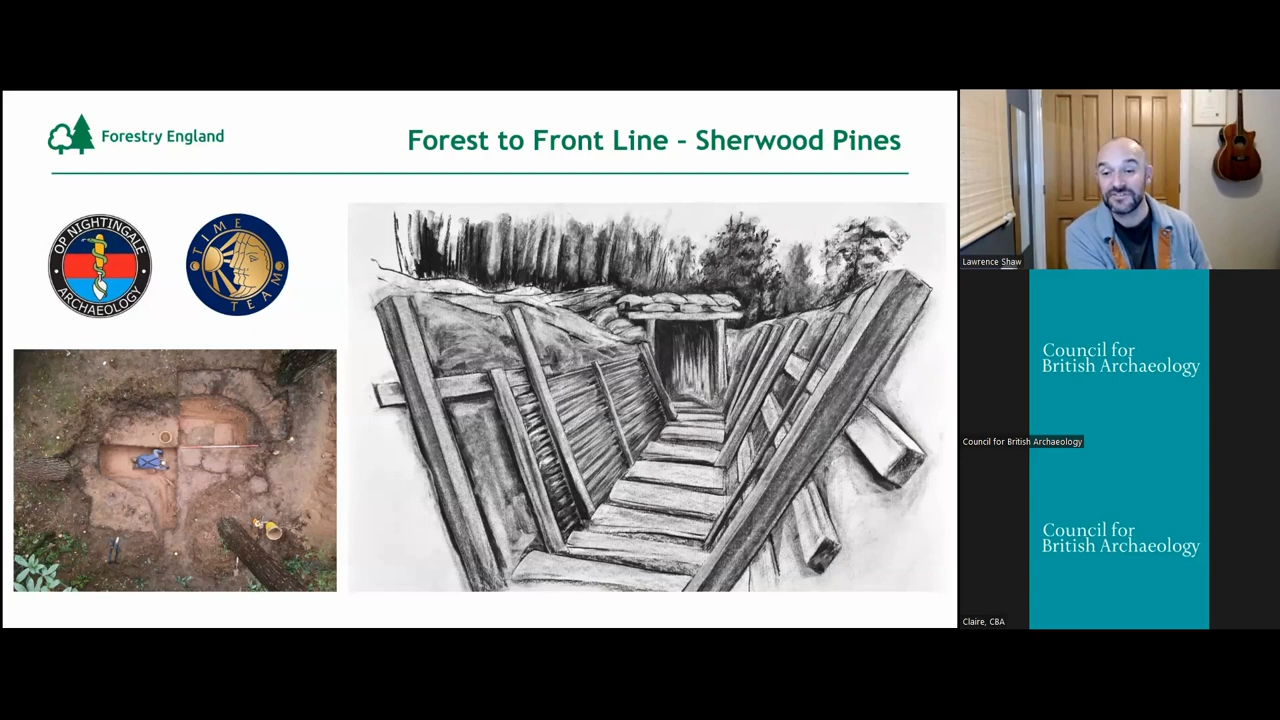 Forestry England
Forest to Front Line – Sherwood Pines
OP NIGHTINGALE
ARCHAEOLOGY
TIME
TEAM
Lawrence Shaw
Council for
British Archaeology
Council for British Archaeology
Council for
British Archaeology
Claire, CBA